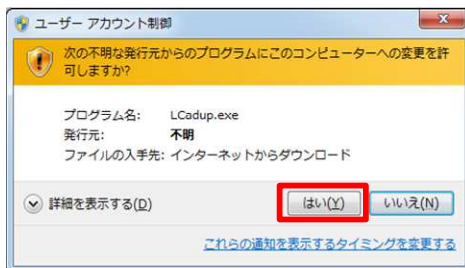 ユーザー アカウント制御
次の不明な発行元からのプログラムにこのコンピューターへの変更を許
可しますか?
プログラム名: LCadup.exe
発行元: 不明
ファイルの入手先: インターネットからダウンロード
詳細を表示する(D)
はい(Y)
いいえ(N)
これらの通知を表示するタイミングを変更する